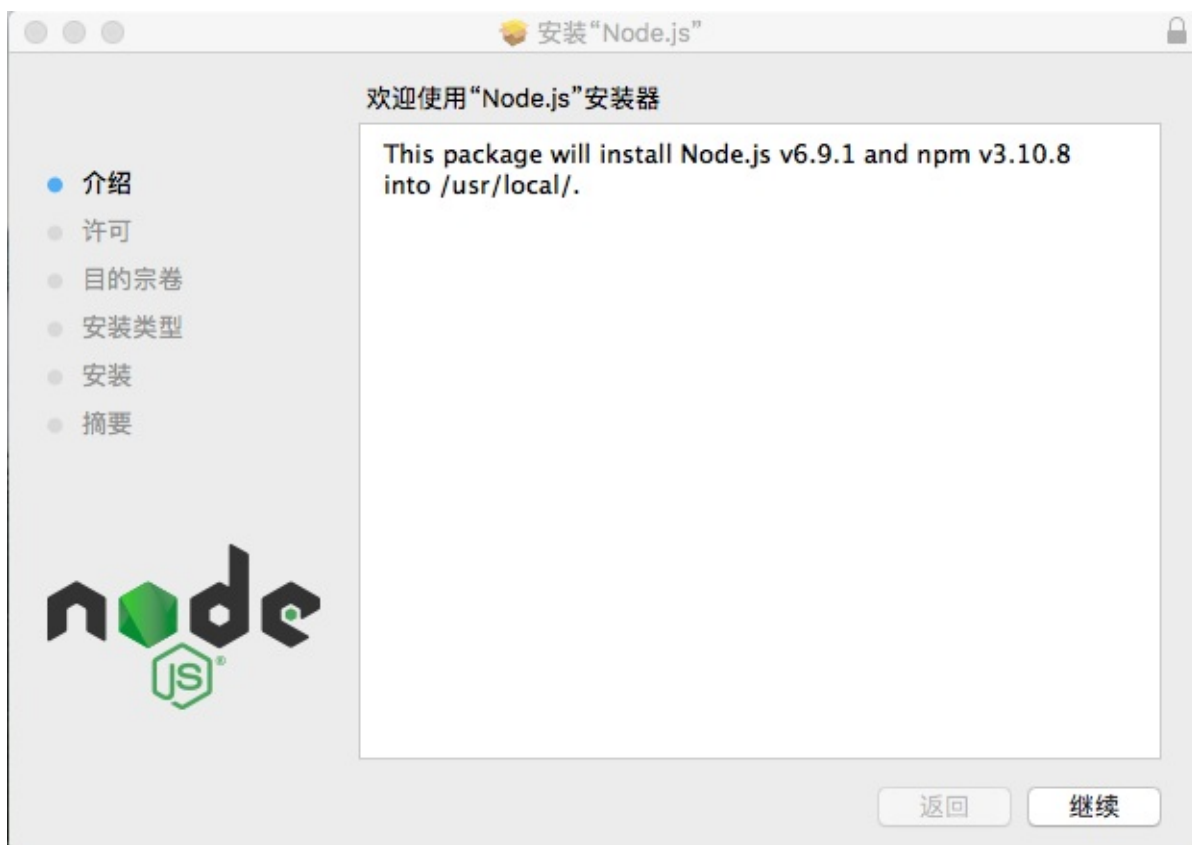 安装“Node.js”
欢迎使用“Node.js”安装器
介绍
许可
目的宗卷
安装类型
安装
摘要
This package will install Node.js v6.9.1 and npm v3.10.8
into /usr/local/.
node
JS®
返回
继续